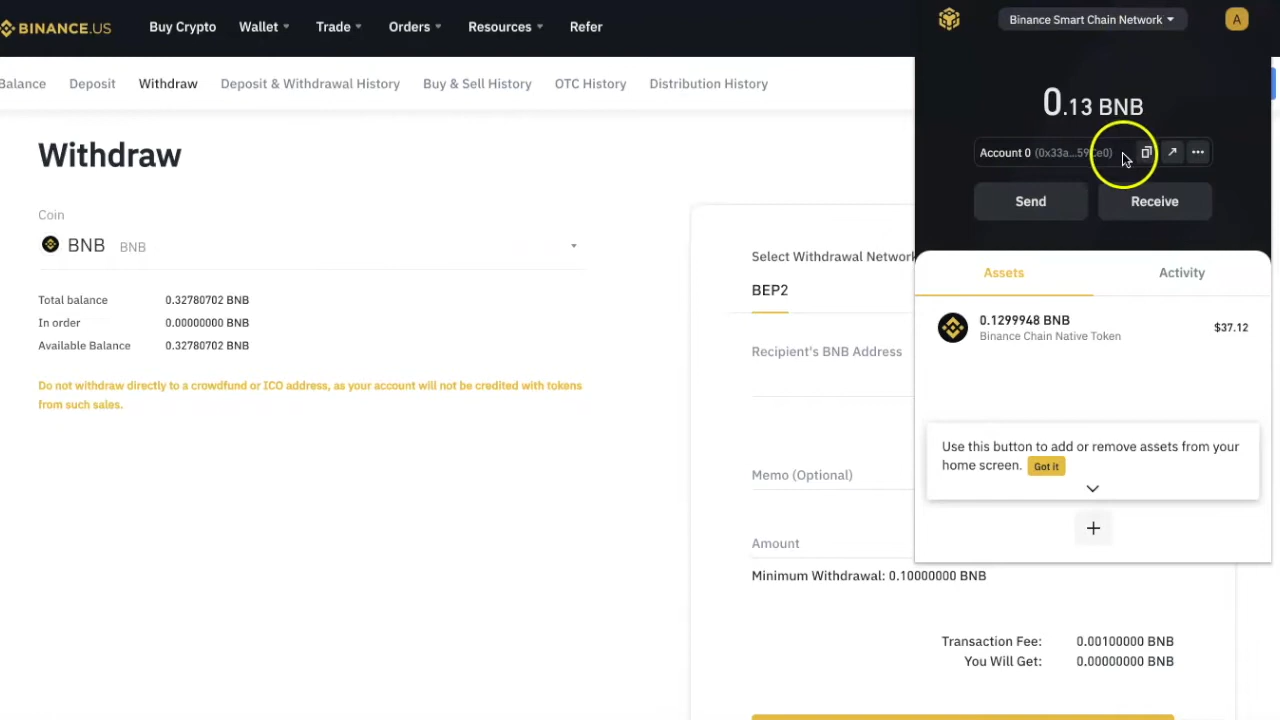 BINANCE.US
Buy Crypto
Wallet
Trade
Orders
Resources
Refer
Balance
Deposit
Withdraw
Deposit & Withdrawal History
Buy & Sell History
OTC History
Distribution History
Withdraw
Coin
BNB BNB
Total balance 0.32780702 BNB
In order 0.00000000 BNB
Available Balance 0.32780702 BNB
Do not withdraw directly to a crowdfund or ICO address, as your account will not be credited with tokens
from such sales.
Select Withdrawal Network
BEP2
Recipient's BNB Address
Memo (Optional)
Amount
Minimum Withdrawal: 0.10000000 BNB
Transaction Fee: 0.00100000 BNB
You Will Get: 0.00000000 BNB
Binance Smart Chain Network
A
0.13 BNB
Account 0 (0x33a...59Ce0)
Send
Receive
Assets
Activity
0.1299948 BNB
Binance Chain Native Token
$37.12
Use this button to add or remove assets from your
home screen. Got it